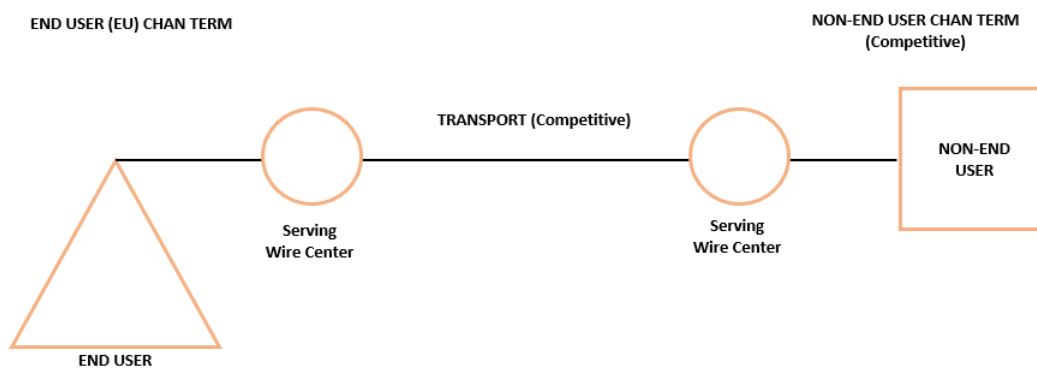 END USER (EU) CHAN TERM
NON-END USER CHAN TERM
(Competitive)
TRANSPORT (Competitive)
NON-END
USER
Serving
Wire Center
Serving
Wire Center
END USER